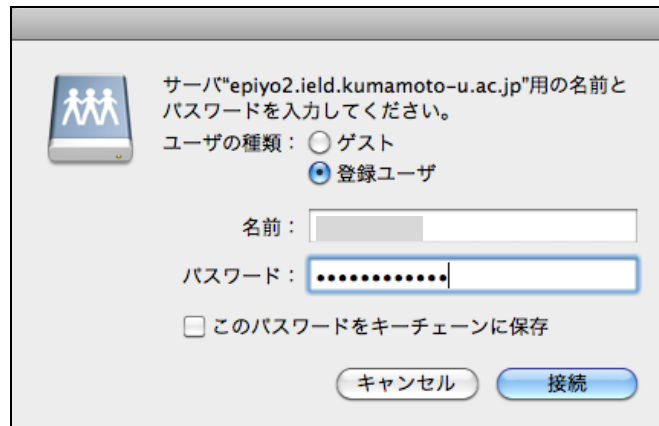 サーバ"epiyo2.ield.kumamoto-u.ac.jp"用の名前と
パスワードを入力してください。
ユーザの種類： ゲスト
登録ユーザ
名前：
パスワード： ••••••••••••
このパスワードをキーチェーンに保存
キャンセル 接続